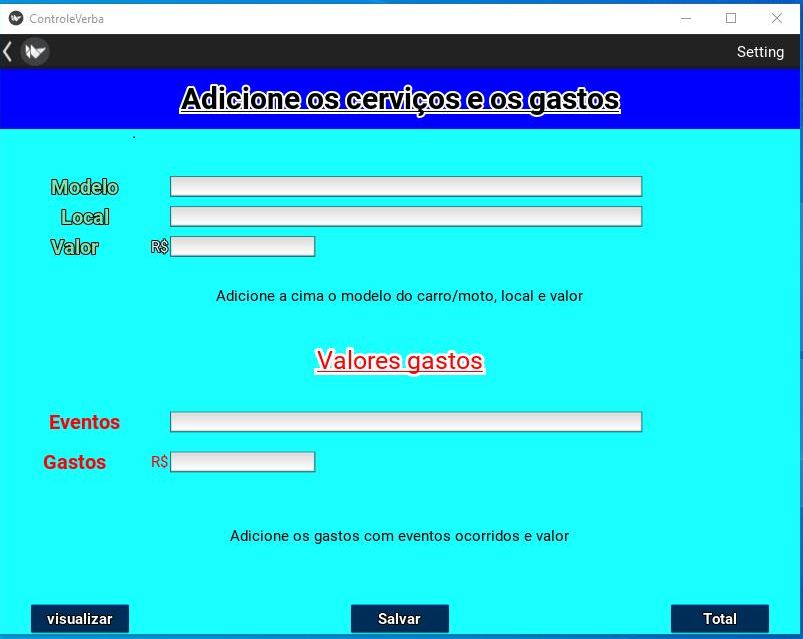 ControleVerba
Setting
Adicione os cerviços e os gastos
.
Modelo
Local
Valor R$
Adicione a cima o modelo do carro/moto, local e valor
Valores gastos
Eventos
Gastos R$
Adicione os gastos com eventos ocorridos e valor
visualizar Salvar Total